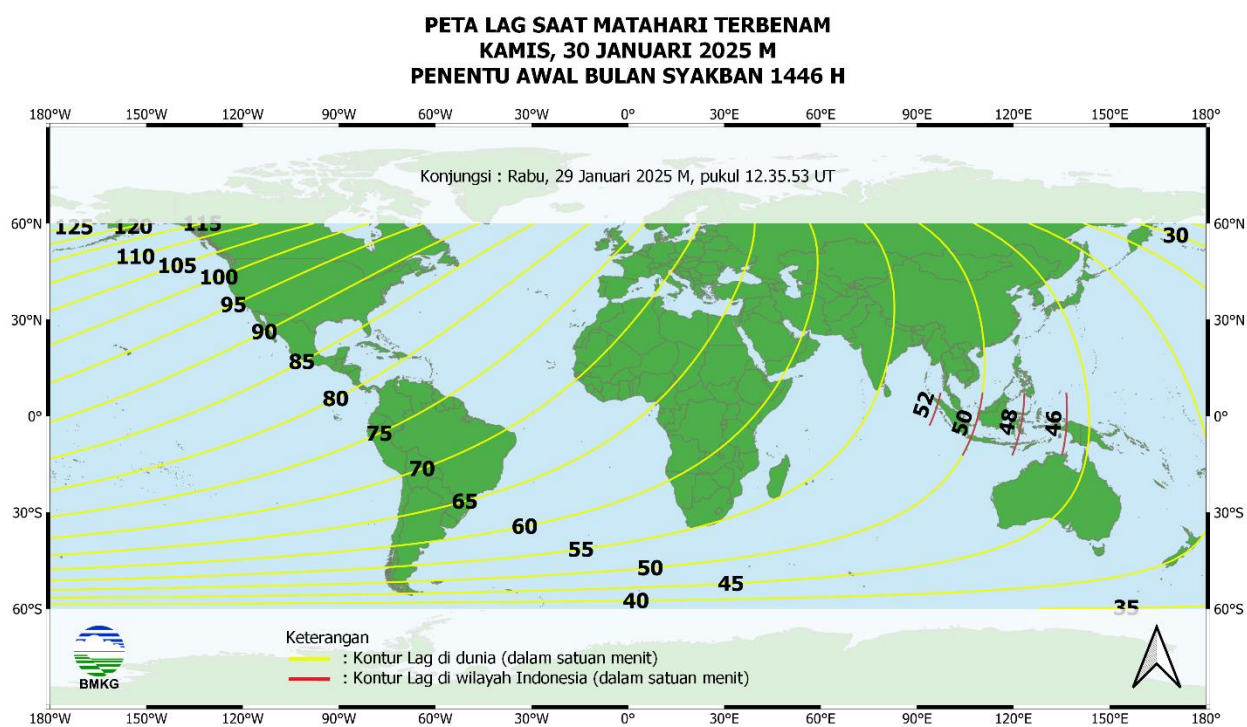 PETA LAG SAAT MATAHARI TERBENAM
KAMIS, 30 JANUARI 2025 M
PENENTU AWAL BULAN SYAKBAN 1446 H
180°W 150°W 120°W 90°W 60°W 30°W 0° 30°E 60°E 90°E 120°E 150°E 180°
Konjungsi : Rabu, 29 Januari 2025 M, pukul 12.35.53 UT
60°N 125 120 115 30 60°N
110
105
100
95
30°N 30°N
90
85
80
52
0° 50 48 46 0°
75
70
65
30°S 60 30°S
55
50
45
40
60°S 35 60°S
Keterangan
: Kontur Lag di dunia (dalam satuan menit)
: Kontur Lag di wilayah Indonesia (dalam satuan menit)
BMKG
180°W 150°W 120°W 90°W 60°W 30°W 0° 30°E 60°E 90°E 120°E 150°E 180°